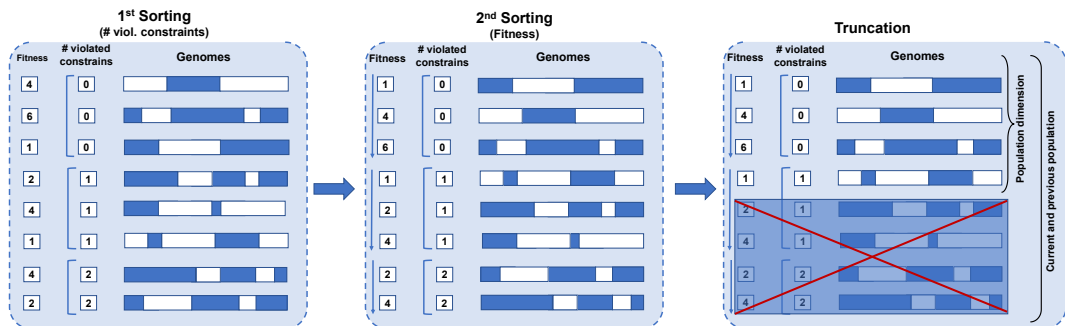 1st Sorting
(# viol. constraints)
Fitness
# violated
constrains
Genomes
4
0
6
0
1
0
2
1
4
1
1
1
4
2
2
2
2nd Sorting
(Fitness)
Fitness
# violated
constrains
Genomes
1
0
4
0
6
0
1
1
2
1
4
1
2
2
4
2
Truncation
Fitness
# violated
constrains
Genomes
1
0
4
0
6
0
1
1
2
1
4
1
2
2
4
2
Population dimension
Current and previous population